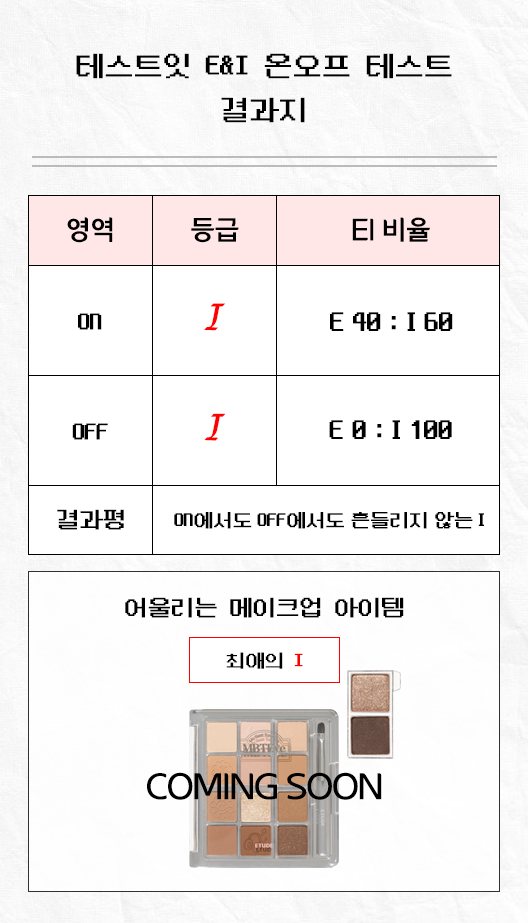 테스트잇 E&I 온오프 테스트
결과지
영역 등급 EI 비율
ON I E 40 : I 60
OFF I E 0 : I 100
결과평 ON에서도 OFF에서도 흔들리지 않는 I
어울리는 메이크업 아이템
최애의 I
MBTI eye
COMING SOON
ETUDE